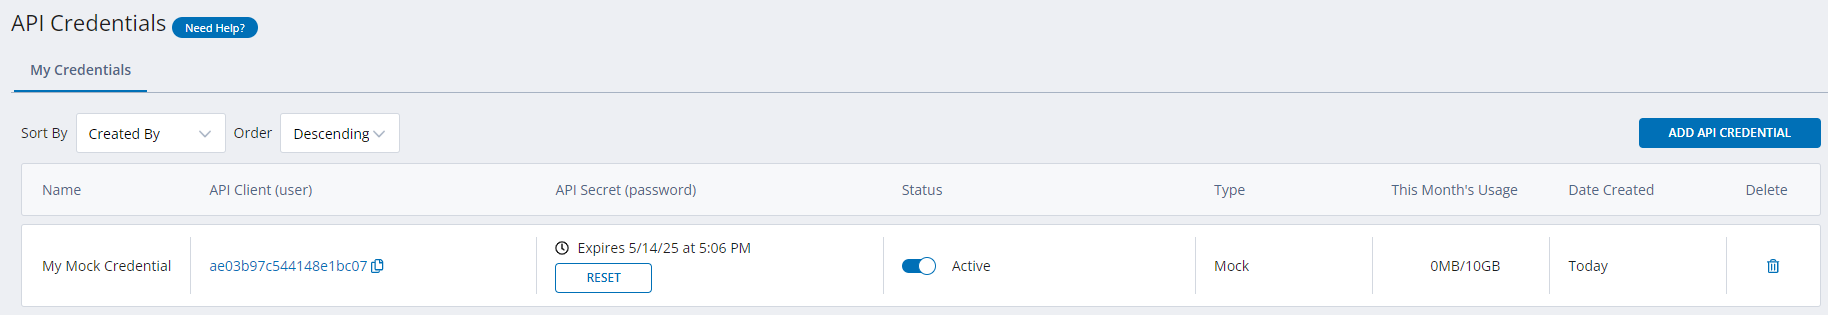 API Credentials Need Help?
My Credentials
Sort By Created By Order Descending ADD API CREDENTIAL
Name API Client (user) API Secret (password) Status Type This Month's Usage Date Created Delete
Expires 5/14/25 at 5:06 PM
My Mock Credential ae03b97c544148e1bc07 Active Mock 0MB/10GB Today
RESET